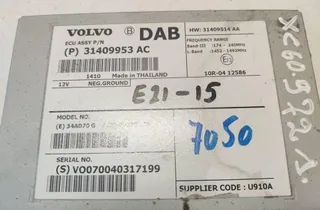 VOLVO DAB
ECU ASSY P/N
(P) 31409953 AC
HW: 31409514 AA
FREQUENCY RANGE
Band III :174 - 240MHz
L-Band :1452 - 1492MHz
1410 Made in THAILAND
12V NEG.GROUND
10R-04 12586
E21-15
MODEL NO.
7050
SERIAL NO.
(S) VO070040317199
SUPPLIER CODE : U910A
XC60.972 D.